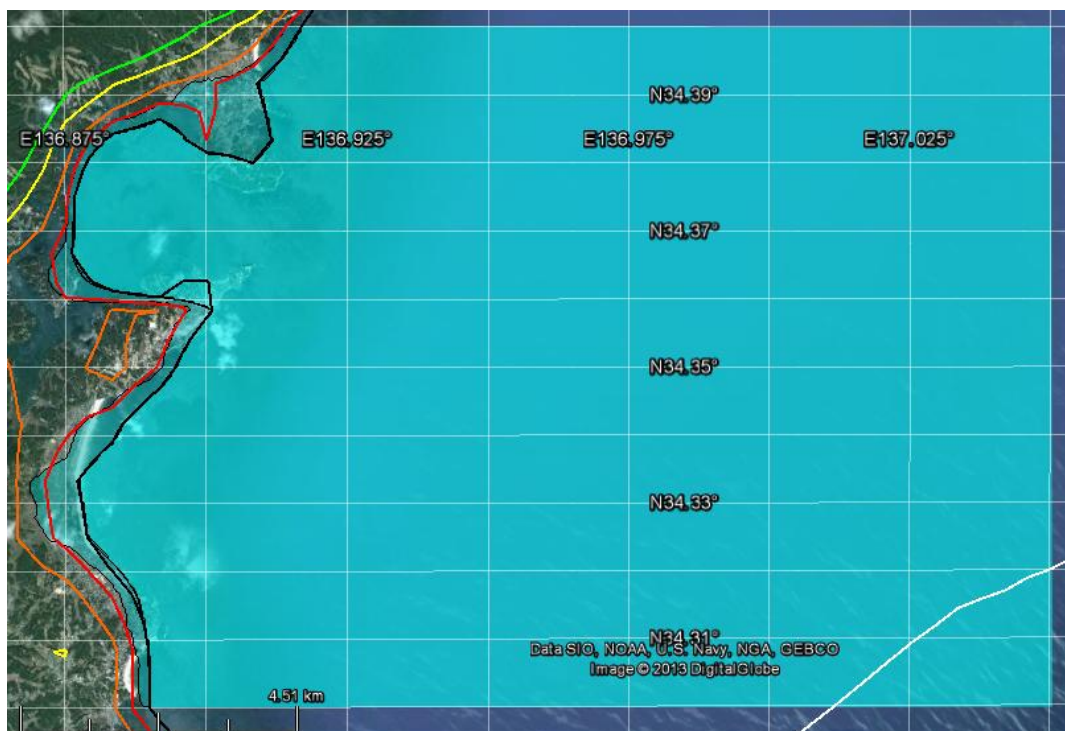 N34.39°
E136.875° E136.925° E136.975° E137.025°
N34.37°
N34.35°
N34.33°
N34.31°
Data SIO, NOAA, U.S. Navy, NGA, GEBCO
Image © 2013 DigitalGlobe
4.51 km